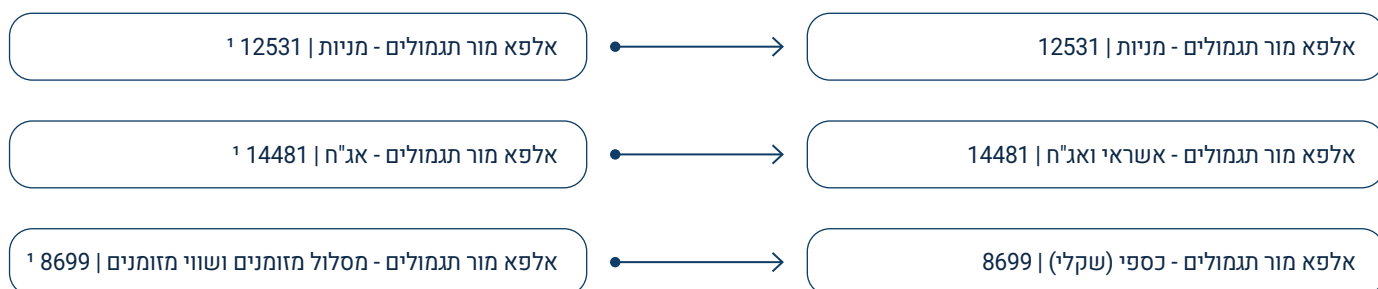 אלפא מור תגמולים - מניות | 12531
אלפא מור תגמולים - מניות | 12531 ¹
אלפא מור תגמולים - אשראי ואג"ח | 14481
אלפא מור תגמולים - אג"ח | 14481 ¹
אלפא מור תגמולים - כספי (שקלי) | 8699
אלפא מור תגמולים - מסלול מזומנים ושווי מזומנים | 8699 ¹